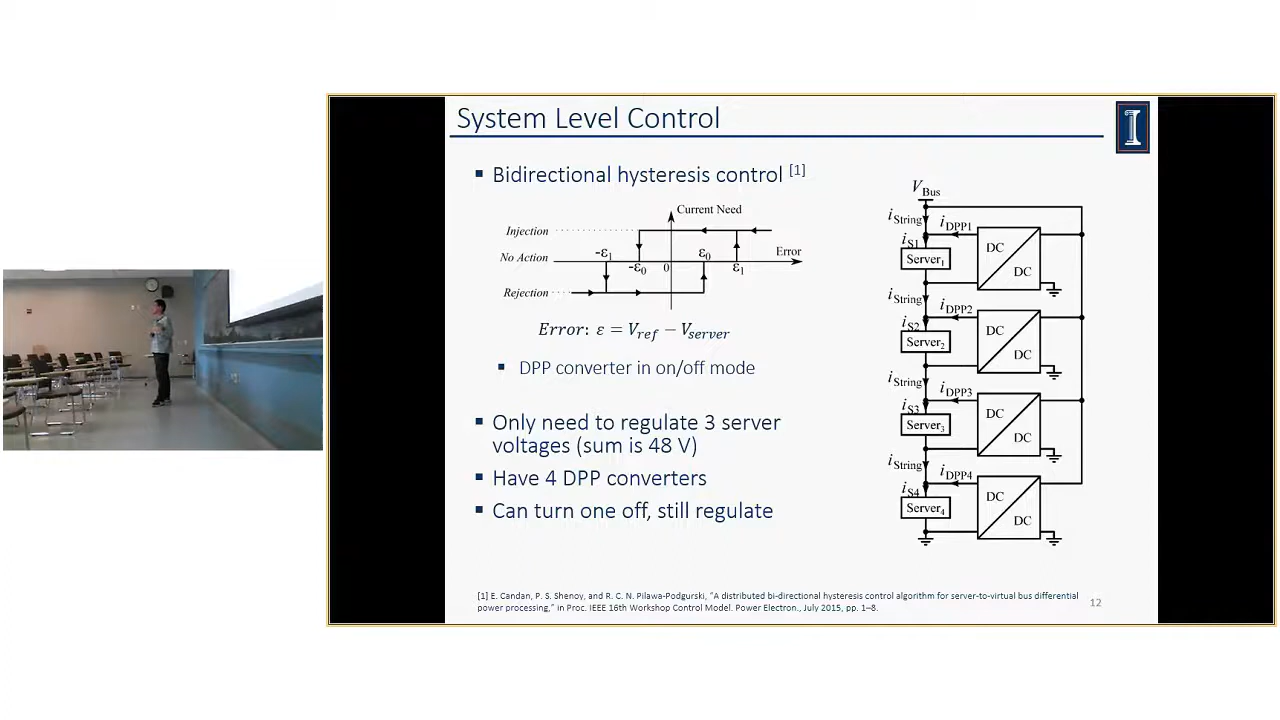 System Level Control
I
▪ Bidirectional hysteresis control [1]
Current Need
Injection
No Action
Rejection
-ε1
-ε0
0
ε0
ε1
Error
Error: ε = Vref − Vserver
▪ DPP converter in on/off mode
▪ Only need to regulate 3 server
voltages (sum is 48 V)
▪ Have 4 DPP converters
▪ Can turn one off, still regulate
VBus
iString
iDPP1
iS1
Server1
DC
DC
iString
iDPP2
iS2
Server2
DC
DC
iString
iDPP3
iS3
Server3
DC
DC
iString
iDPP4
iS4
Server4
DC
DC
[1] E. Candan, P. S. Shenoy, and R. C. N. Pilawa-Podgurski, "A distributed bi-directional hysteresis control algorithm for server-to-virtual bus differential
power processing," in Proc. IEEE 16th Workshop Control Model. Power Electron., July 2015, pp. 1–8.
12